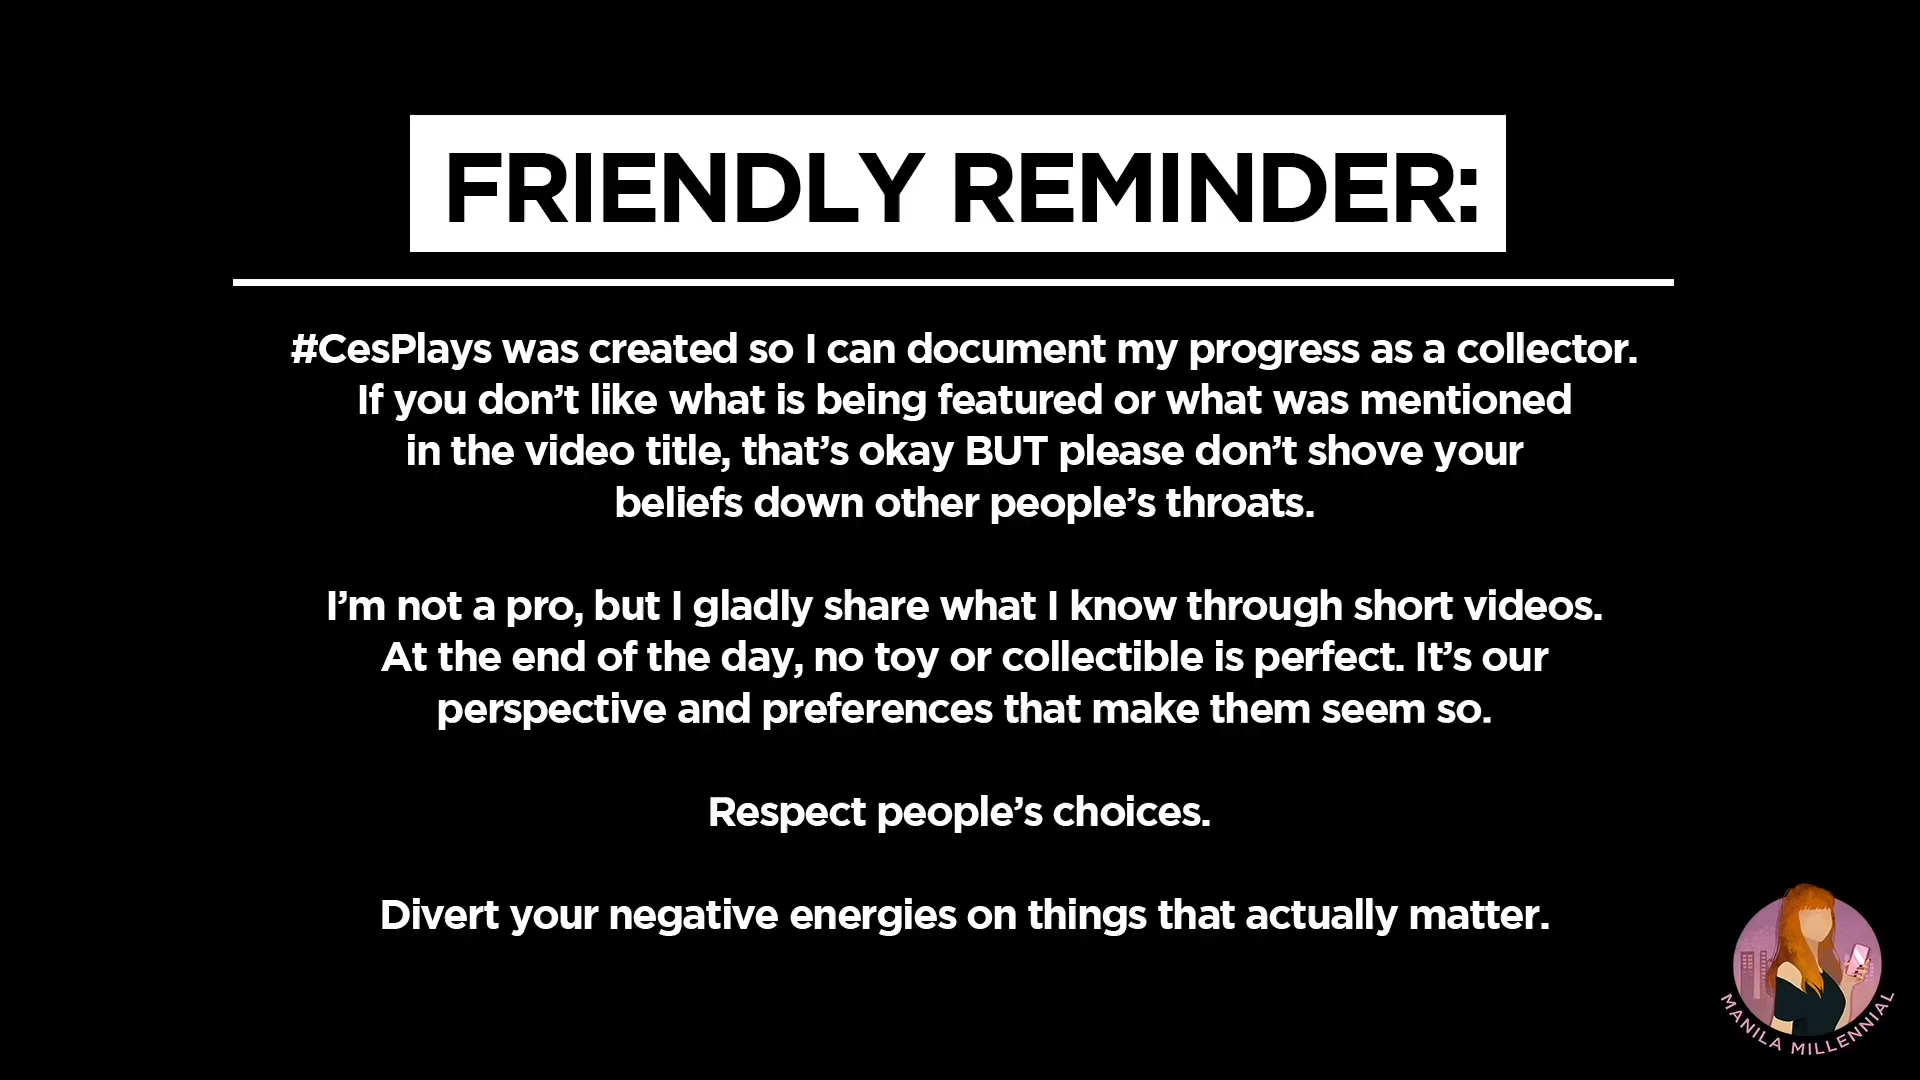 FRIENDLY REMINDER:
#CesPlays was created so I can document my progress as a collector.
If you don’t like what is being featured or what was mentioned
in the video title, that’s okay BUT please don’t shove your
beliefs down other people’s throats.
I’m not a pro, but I gladly share what I know through short videos.
At the end of the day, no toy or collectible is perfect. It’s our
perspective and preferences that make them seem so.
Respect people’s choices.
Divert your negative energies on things that actually matter.
MANILA MILLENNIAL